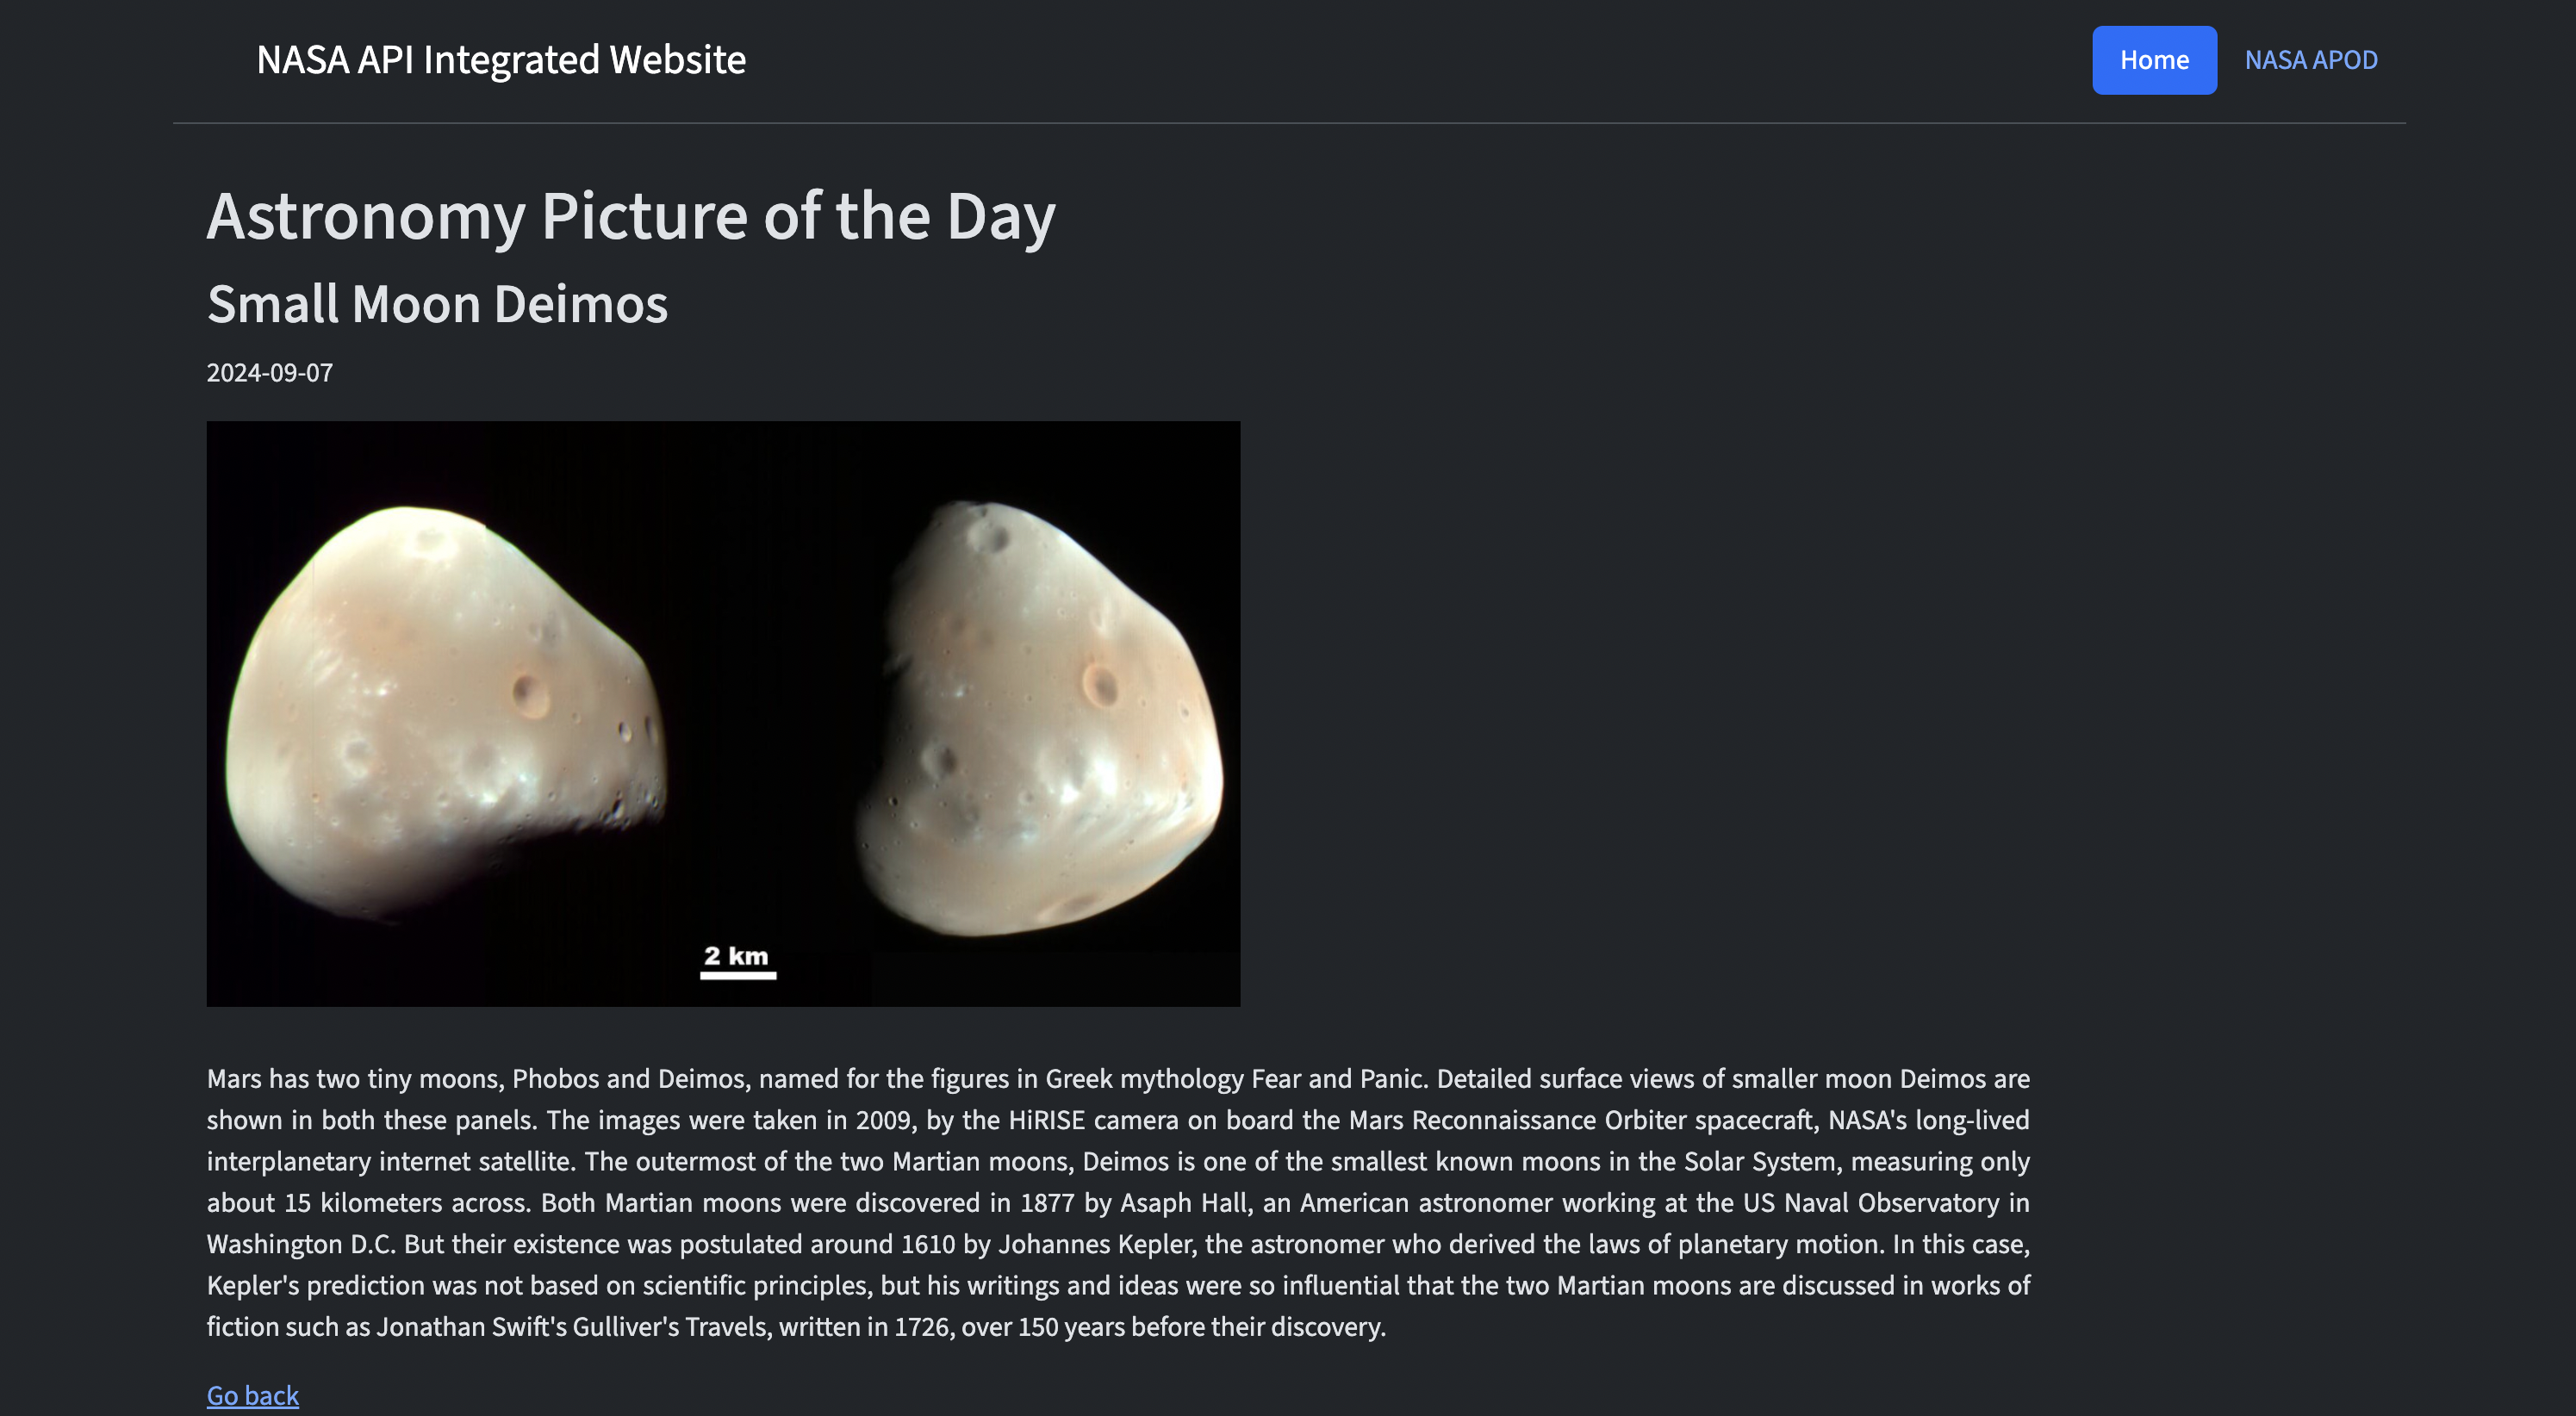 NASA API Integrated Website
Home
NASA APOD
Astronomy Picture of the Day
Small Moon Deimos
2024-09-07
2 km
Mars has two tiny moons, Phobos and Deimos, named for the figures in Greek mythology Fear and Panic. Detailed surface views of smaller moon Deimos are
shown in both these panels. The images were taken in 2009, by the HiRISE camera on board the Mars Reconnaissance Orbiter spacecraft, NASA's long-lived
interplanetary internet satellite. The outermost of the two Martian moons, Deimos is one of the smallest known moons in the Solar System, measuring only
about 15 kilometers across. Both Martian moons were discovered in 1877 by Asaph Hall, an American astronomer working at the US Naval Observatory in
Washington D.C. But their existence was postulated around 1610 by Johannes Kepler, the astronomer who derived the laws of planetary motion. In this case,
Kepler's prediction was not based on scientific principles, but his writings and ideas were so influential that the two Martian moons are discussed in works of
fiction such as Jonathan Swift's Gulliver's Travels, written in 1726, over 150 years before their discovery.
Go back